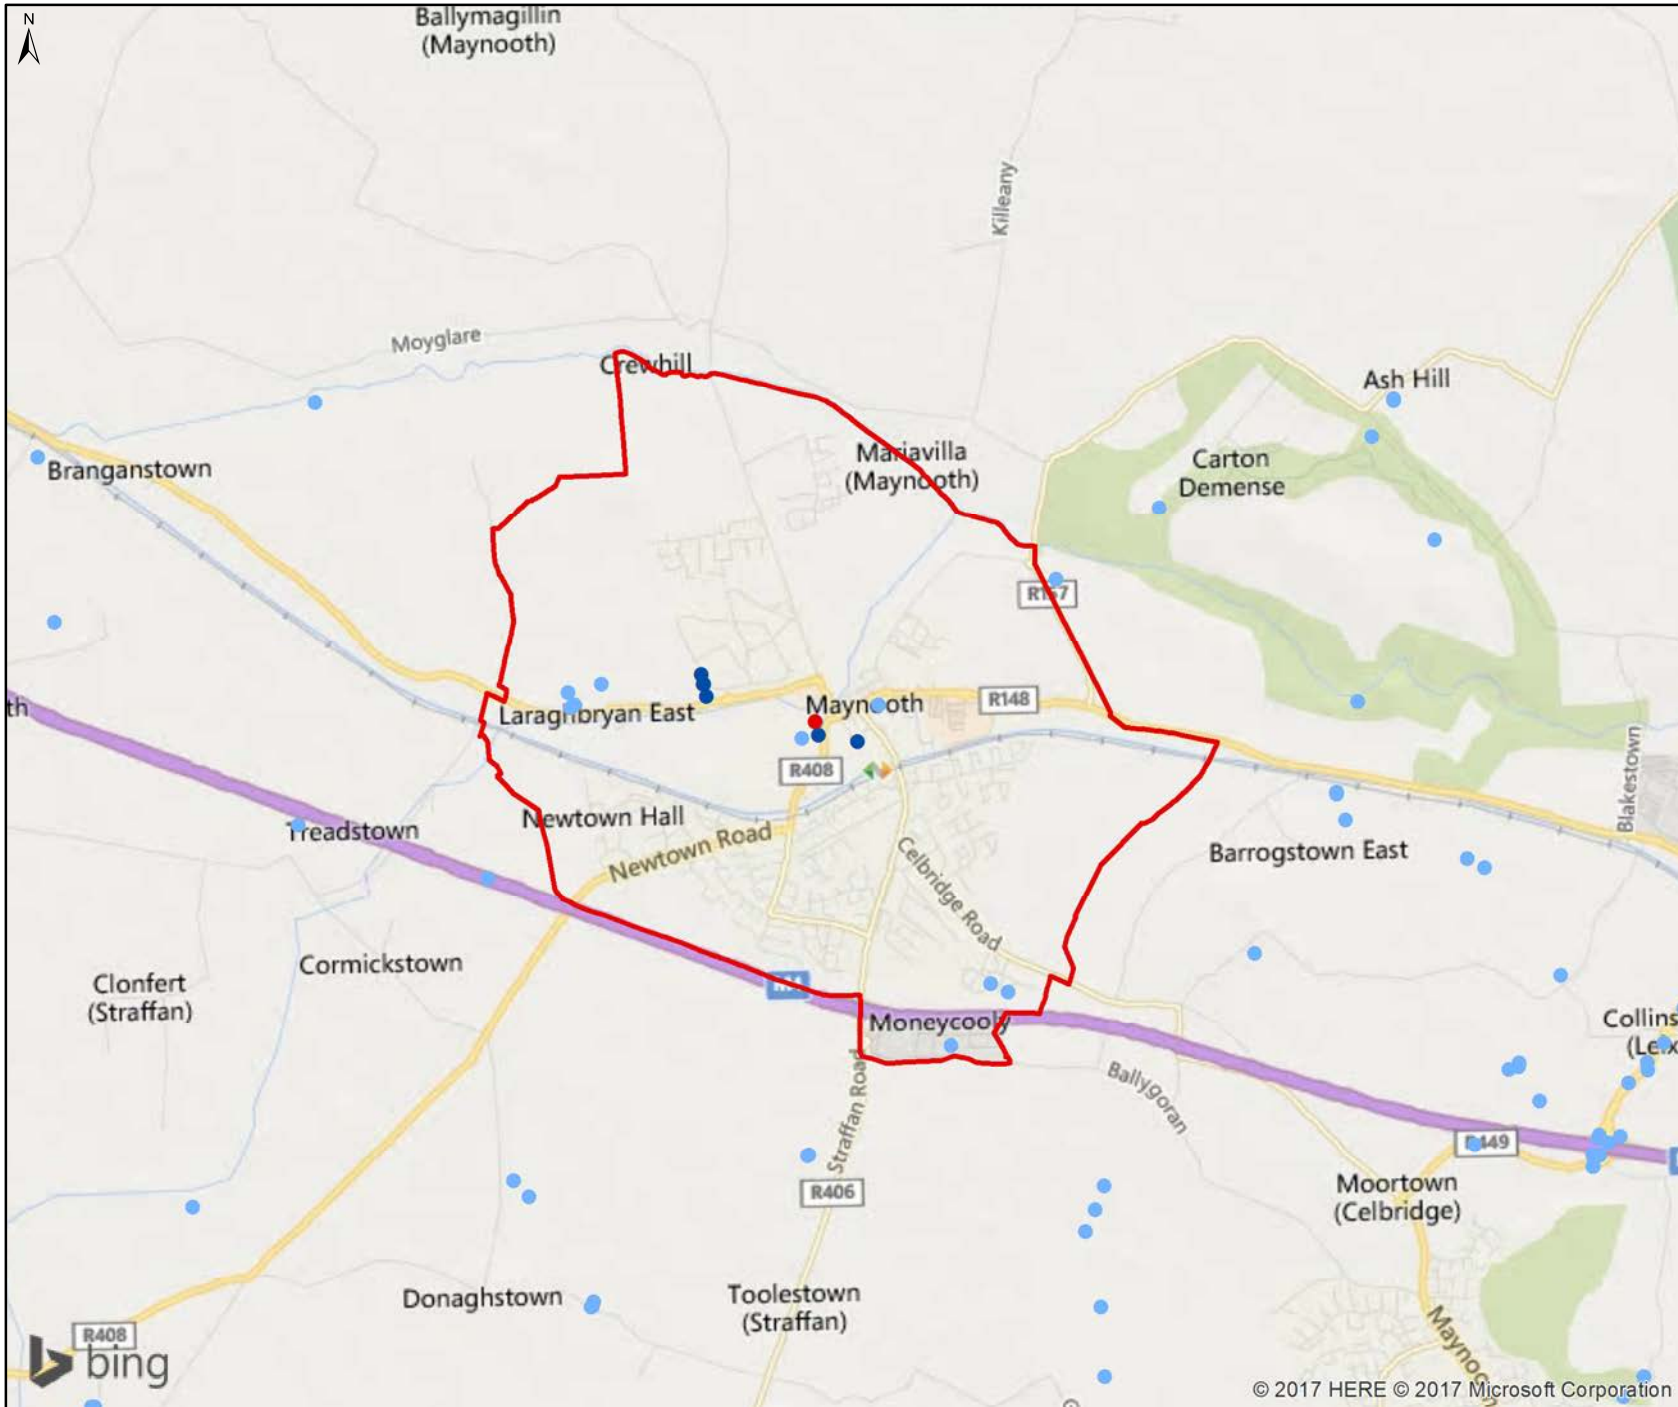 N
Ballymagillin
(Maynooth)
Killeany
Moyglare
Crewhill
Ash Hill
Mariavilla
(Maynooth)
Carton
Demense
Branganstown
R157
th
Laraghbryan East
Maynooth
R148
R408
Blakestown
Newtown Hall
Treadstown
Newtown Road
Celbridge Road
Barrogstown East
Clonfert
(Straffan)
Cormickstown
Moneycooly
Collins
Straffan Road
Ballygoran
R449
R406
Moortown
(Celbridge)
Donaghstown
Toolestown
(Straffan)
R408
bing
© 2017 HERE © 2017 Microsoft Corporation